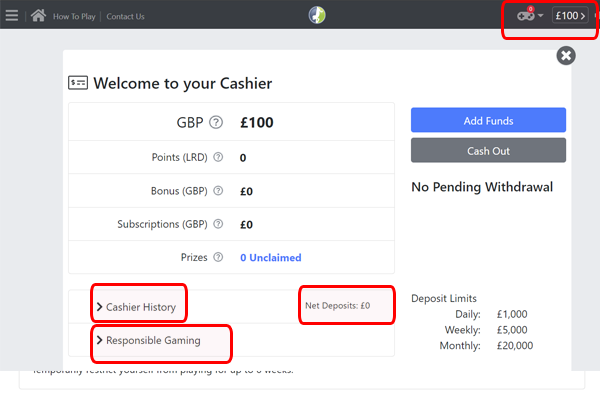 How To Play | Contact Us
0
£100 >
Welcome to your Cashier
GBP £100
Points (LRD) 0
Bonus (GBP) £0
Subscriptions (GBP) £0
Prizes 0 Unclaimed
Add Funds
Cash Out
No Pending Withdrawal
Cashier History
Net Deposits: £0
Responsible Gaming
Deposit Limits
Daily: £1,000
Weekly: £5,000
Monthly: £20,000
Temporarily restrict yourself from playing for up to 6 weeks.